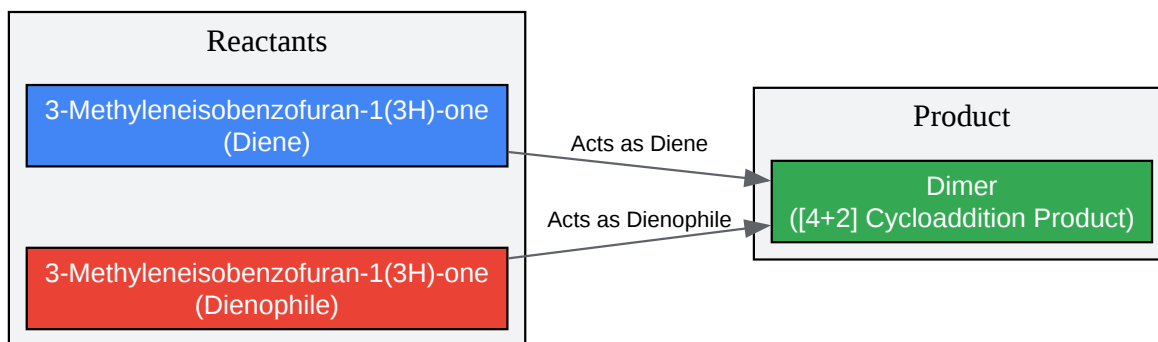 Reactants
3-Methyleneisobenzofuran-1(3H)-one
(Diene)
Acts as Diene
Product
Dimer
([4+2] Cycloaddition Product)
Acts as Dienophile
3-Methyleneisobenzofuran-1(3H)-one
(Dienophile)